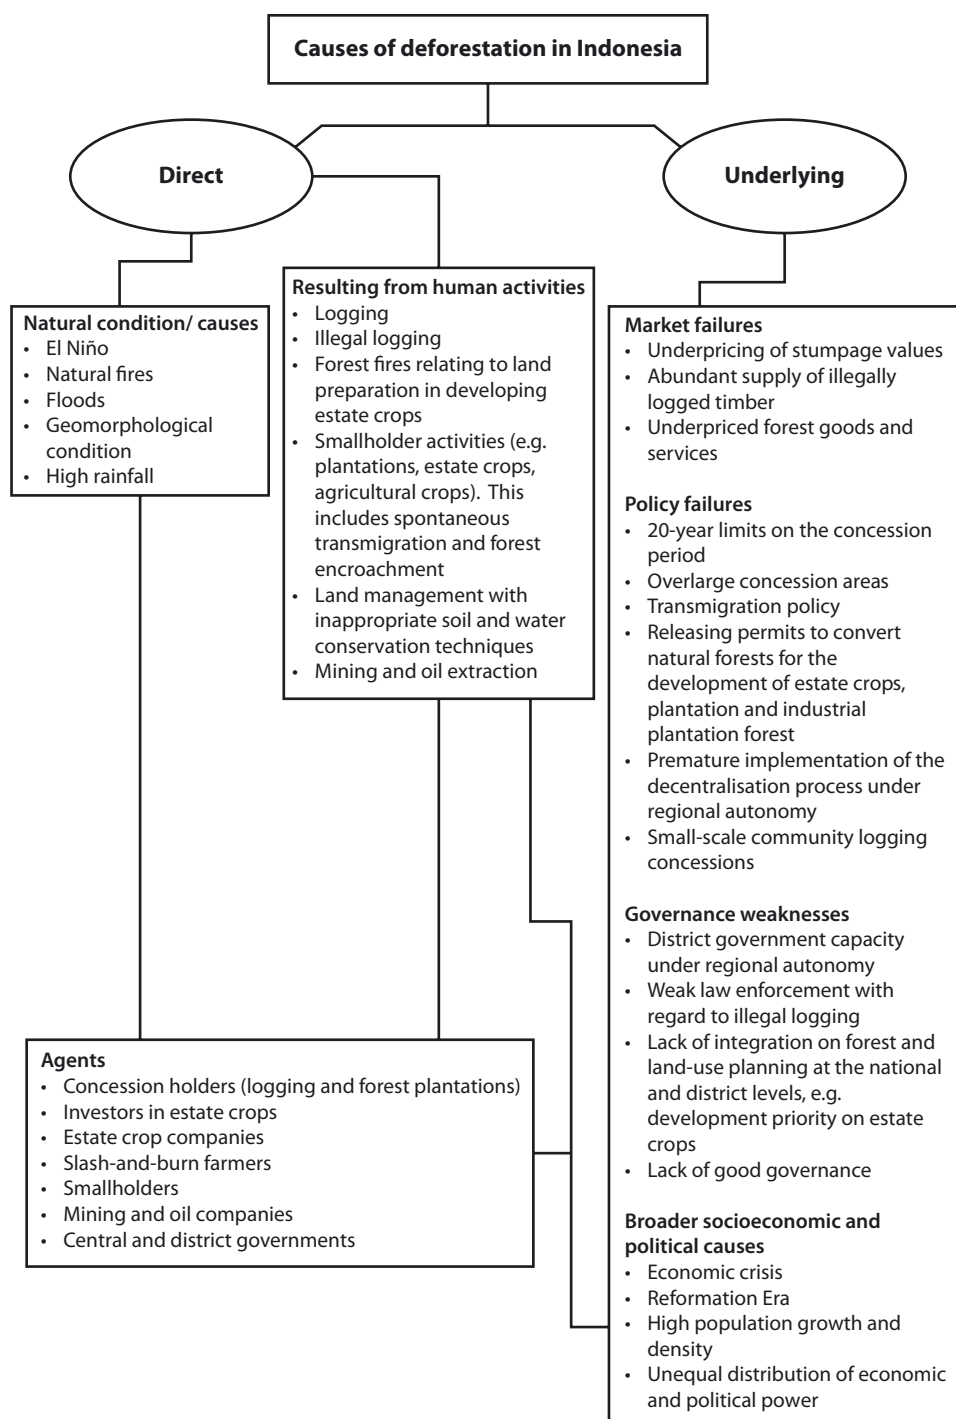 Causes of deforestation in Indonesia
Direct
Underlying
Natural condition/ causes
• El Niño
• Natural fires
• Floods
• Geomorphological
condition
• High rainfall
Resulting from human activities
• Logging
• Illegal logging
• Forest fires relating to land
preparation in developing
estate crops
• Smallholder activities (e.g.
plantations, estate crops,
agricultural crops). This
includes spontaneous
transmigration and forest
encroachment
• Land management with
inappropriate soil and water
conservation techniques
• Mining and oil extraction
Market failures
• Underpricing of stumpage values
• Abundant supply of illegally
logged timber
• Underpriced forest goods and
services
Policy failures
• 20-year limits on the concession
period
• Overlarge concession areas
• Transmigration policy
• Releasing permits to convert
natural forests for the
development of estate crops,
plantation and industrial
plantation forest
• Premature implementation of the
decentralisation process under
regional autonomy
• Small-scale community logging
concessions
Governance weaknesses
• District government capacity
under regional autonomy
• Weak law enforcement with
regard to illegal logging
• Lack of integration on forest and
land-use planning at the national
and district levels, e.g.
development priority on estate
crops
• Lack of good governance
Broader socioeconomic and
political causes
• Economic crisis
• Reformation Era
• High population growth and
density
• Unequal distribution of economic
and political power
Agents
• Concession holders (logging and forest plantations)
• Investors in estate crops
• Estate crop companies
• Slash-and-burn farmers
• Smallholders
• Mining and oil companies
• Central and district governments